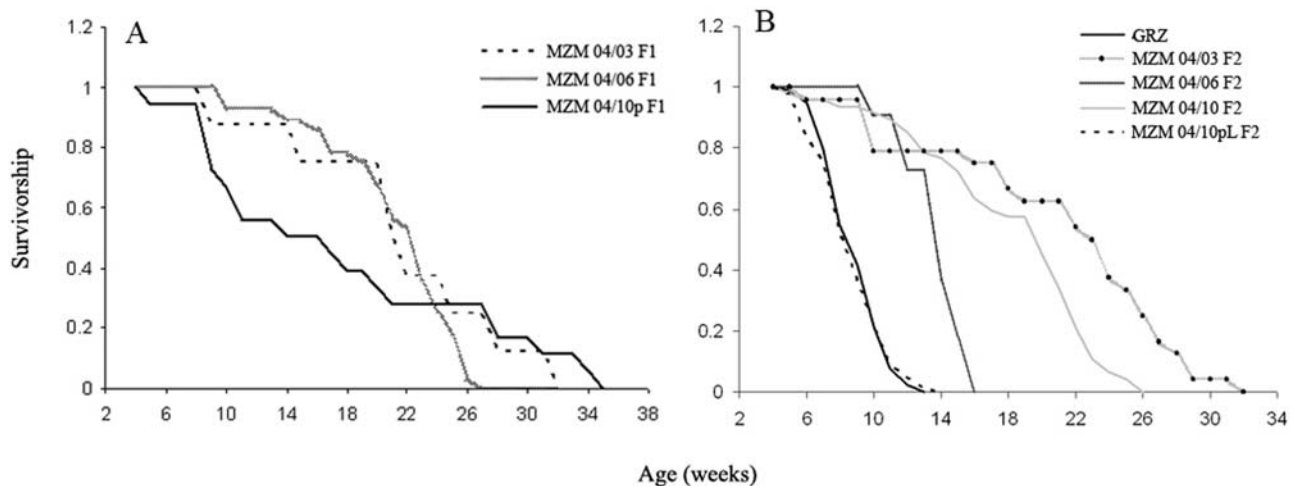 A
MZM 04/03 F1
MZM 04/06 F1
MZM 04/10p F1
1.2
1
0.8
0.6
0.4
0.2
0
2 6 10 14 18 22 26 30 34 38
B
GRZ
MZM 04/03 F2
MZM 04/06 F2
MZM 04/10 F2
MZM 04/10pL F2
1.2
1
0.8
0.6
0.4
0.2
0
2 6 10 14 18 22 26 30 34
Survivorship
Age (weeks)